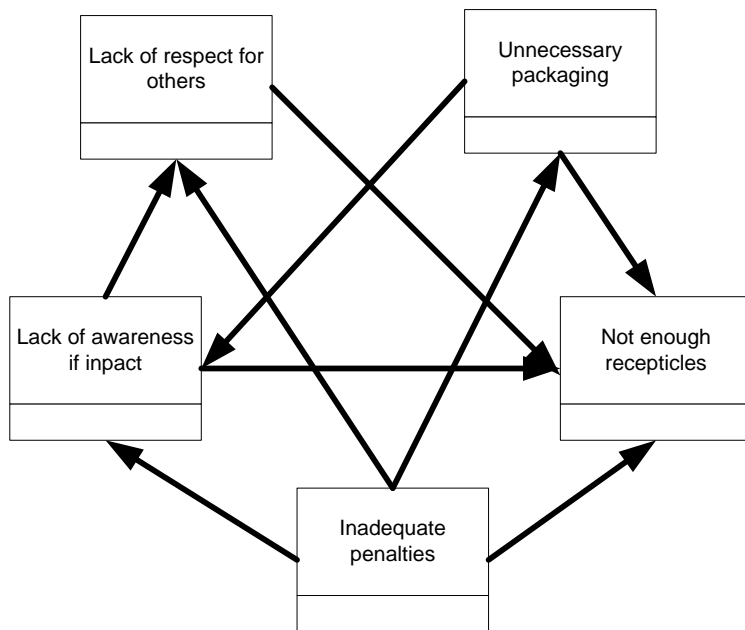 Lack of respect for
others
Unnecessary
packaging
Lack of awareness
if inpact
Not enough
recepticles
Inadequate
penalties